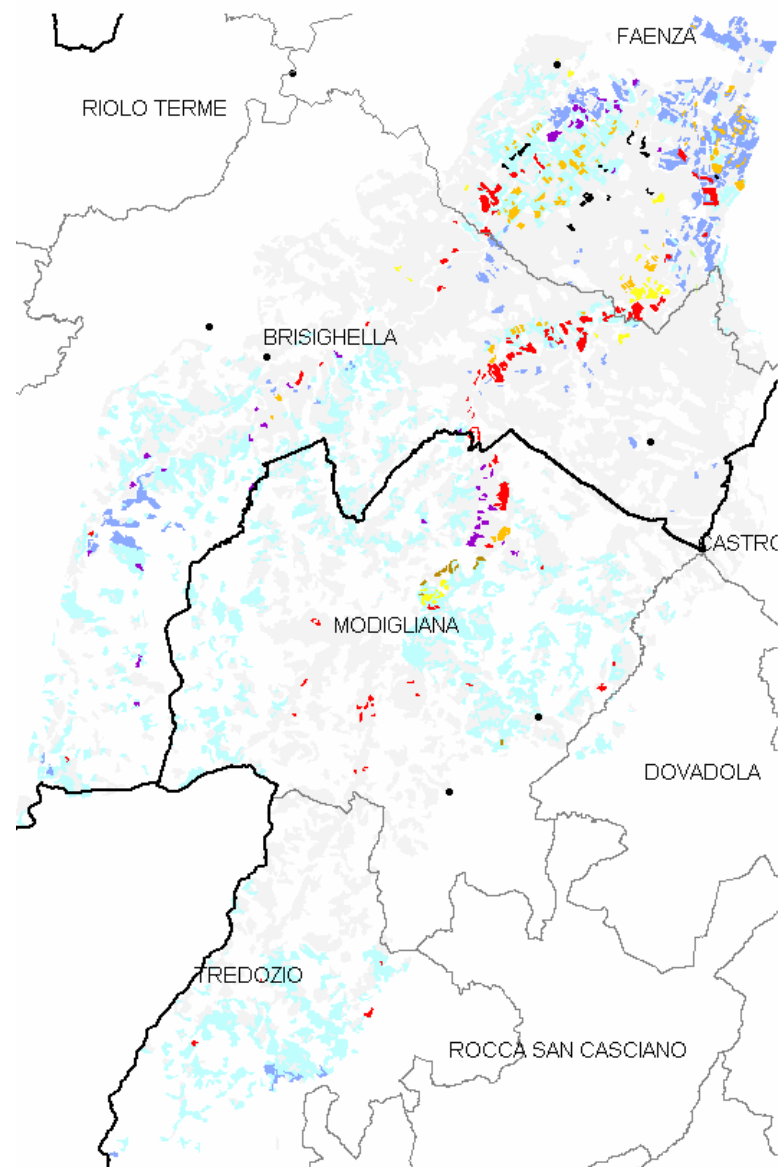 FAENZA
RIOLO TERME
BRISIGHELLA
CASTRO
MODIGLIANA
DOVADOLA
TREDOZIO
ROCCA SAN CASCIANO